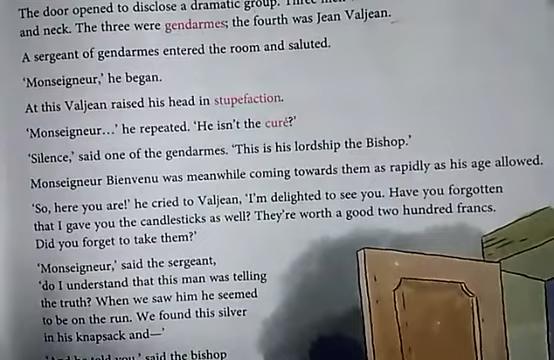 The door opened to disclose a dramatic group. Three
and neck. The three were gendarmes; the fourth was Jean Valjean.
A sergeant of gendarmes entered the room and saluted.
‘Monseigneur,’ he began.
At this Valjean raised his head in stupefaction.
‘Monseigneur…’ he repeated. ‘He isn’t the curé?’
‘Silence,’ said one of the gendarmes. ‘This is his lordship the Bishop.’
Monseigneur Bienvenu was meanwhile coming towards them as rapidly as his age allowed.
‘So, here you are!’ he cried to Valjean, ‘I’m delighted to see you. Have you forgotten
that I gave you the candlesticks as well? They’re worth a good two hundred francs.
Did you forget to take them?’
‘Monseigneur,’ said the sergeant,
‘do I understand that this man was telling
the truth? When we saw him he seemed
to be on the run. We found this silver
in his knapsack and—’
‘And he told you,’ said the bishop